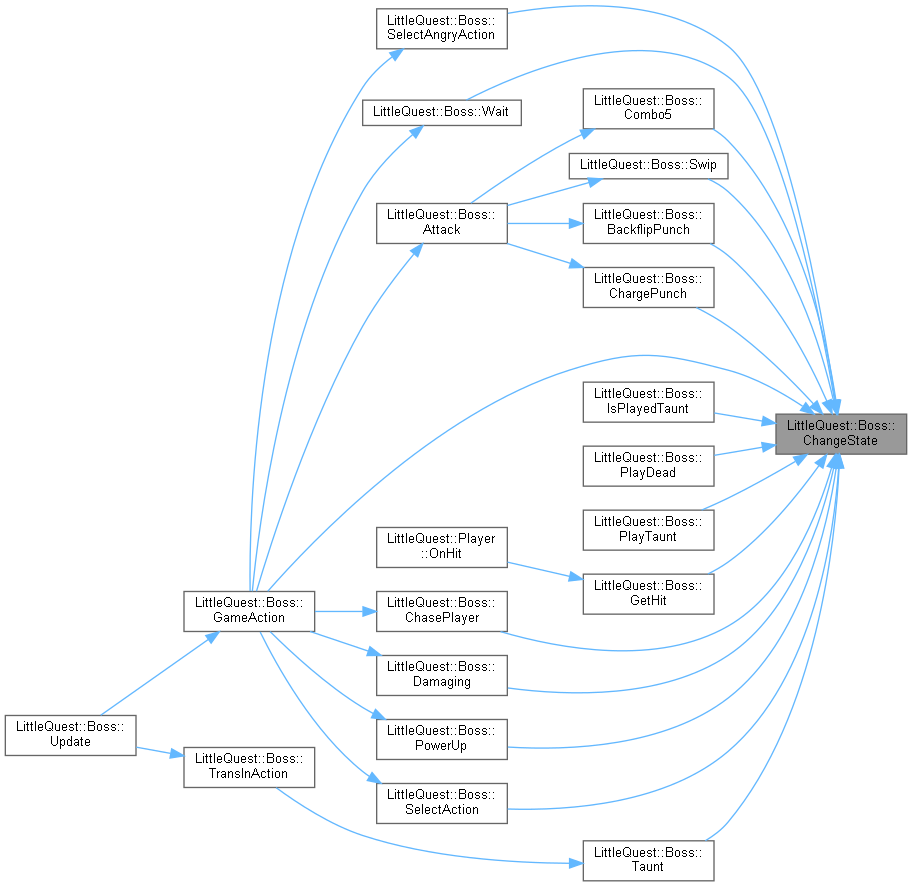 LittleQuest::Boss::
SelectAngryAction
LittleQuest::Boss::Wait
LittleQuest::Boss::
Combo5
LittleQuest::Boss::Swip
LittleQuest::Boss::
Attack
LittleQuest::Boss::
BackflipPunch
LittleQuest::Boss::
ChargePunch
LittleQuest::Boss::
IsPlayedTaunt
LittleQuest::Boss::
ChangeState
LittleQuest::Boss::
PlayDead
LittleQuest::Boss::
PlayTaunt
LittleQuest::Player
::OnHit
LittleQuest::Boss::
GetHit
LittleQuest::Boss::
GameAction
LittleQuest::Boss::
ChasePlayer
LittleQuest::Boss::
Damaging
LittleQuest::Boss::
Update
LittleQuest::Boss::
PowerUp
LittleQuest::Boss::
TransInAction
LittleQuest::Boss::
SelectAction
LittleQuest::Boss::
Taunt